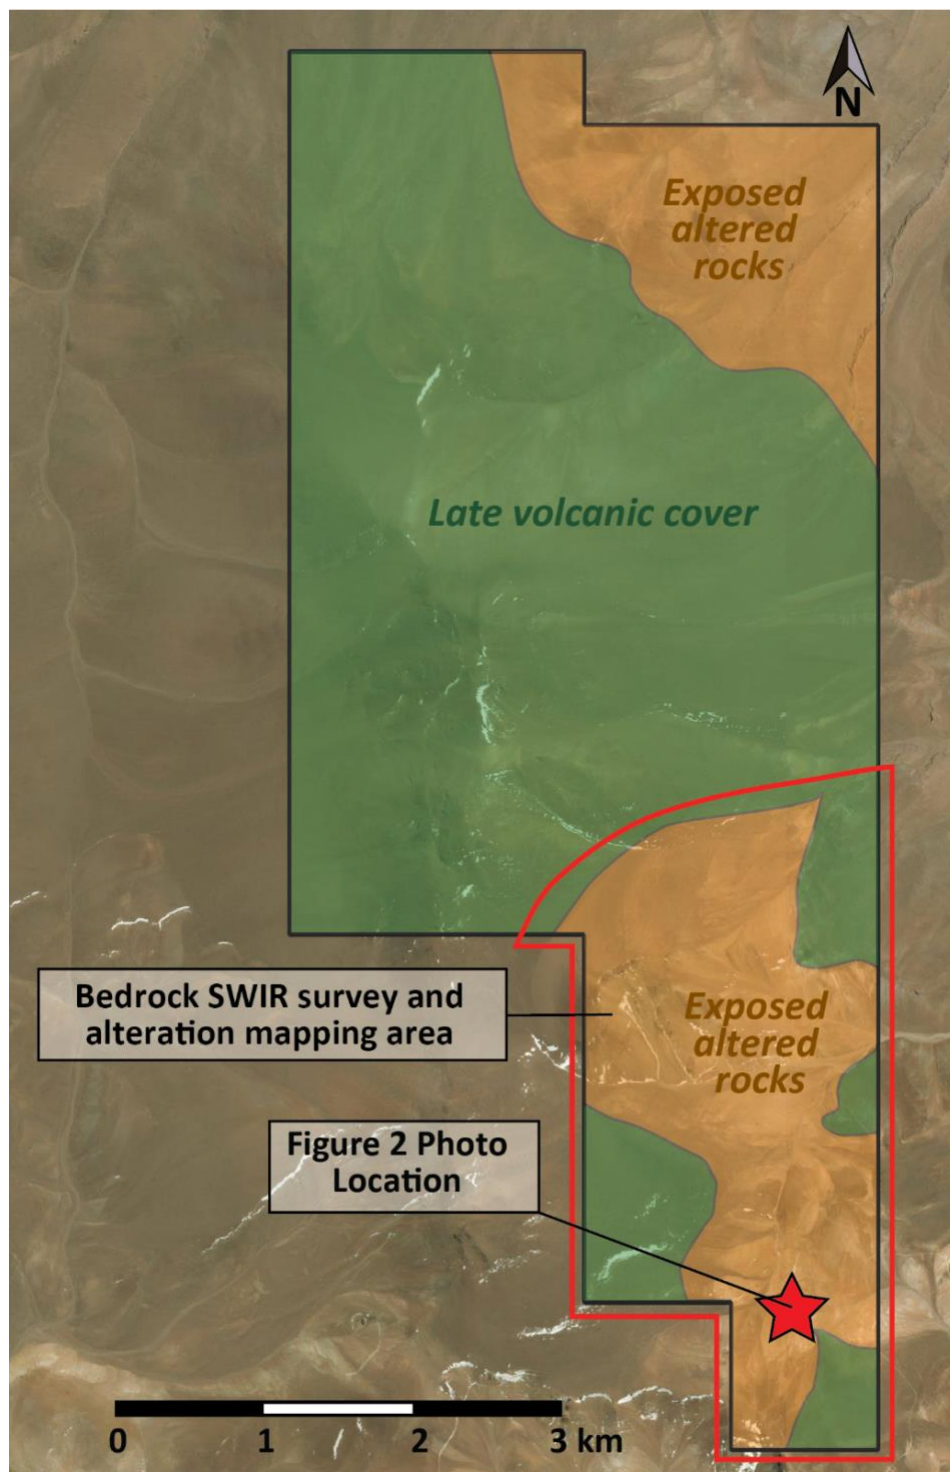 N
Exposed
altered
rocks
Late volcanic cover
Bedrock SWIR survey and
alteration mapping area
Exposed
altered
rocks
Figure 2 Photo
Location
0 1 2 3 km